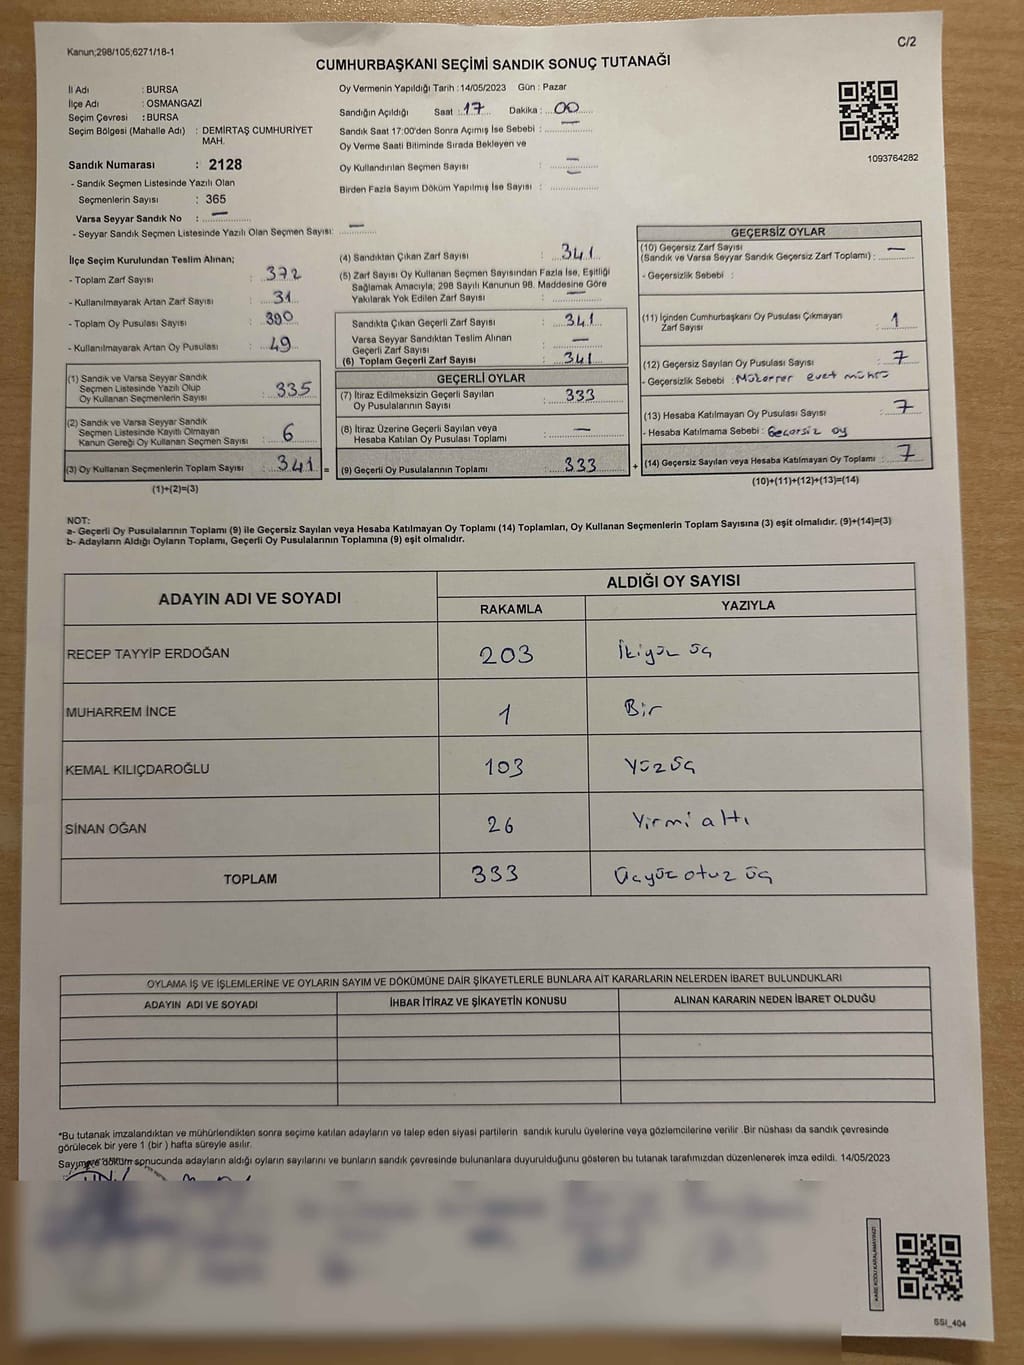 Kanun;298/105,6271/18-1
C/2
CUMHURBAŞKANI SEÇİMİ SANDIK SONUÇ TUTANAĞI
İl Adı : BURSA
İlçe Adı : OSMANGAZİ
Seçim Çevresi : BURSA
Seçim Bölgesi (Mahalle Adı) : DEMİRTAŞ CUMHURİYET
MAH.
Sandık Numarası : 2128
- Sandık Seçmen Listesinde Yazılı Olan
Seçmenlerin Sayısı : 365
Varsa Seyyar Sandık No : —
- Seyyar Sandık Seçmen Listesinde Yazılı Olan Seçmen Sayısı: —
Oy Vermenin Yapıldığı Tarih :14/05/2023 Gün : Pazar
Sandığın Açıldığı Saat : 17 Dakika : 00
Sandık Saat 17:00'den Sonra Açımış İse Sebebi : —
Oy Verme Saati Bitiminde Sırada Bekleyen ve
Oy Kullandırılan Seçmen Sayısı : —
Birden Fazla Sayım Döküm Yapılmış İse Sayısı : —
1093764282
İlçe Seçim Kurulundan Teslim Alınan;
- Toplam Zarf Sayısı : 372
- Kullanılmayarak Artan Zarf Sayısı : 31
- Toplam Oy Pusulası Sayısı : 390
- Kullanılmayarak Artan Oy Pusulası : 49
(1) Sandık ve Varsa Seyyar Sandık
Seçmen Listesinde Yazılı Olup
Oy Kullanan Seçmenlerin Sayısı : 335
(2) Sandık ve Varsa Seyyar Sandık
Seçmen Listesinde Kayıtlı Olmayan
Kanun Gereği Oy Kullanan Seçmen Sayısı : 6
(3) Oy Kullanan Seçmenlerin Toplam Sayısı : 341 =
(1)+(2)=(3)
(4) Sandıktan Çıkan Zarf Sayısı : 341
(5) Zarf Sayısı Oy Kullanan Seçmen Sayısından Fazla İse, Eşitliği
Sağlamak Amacıyla; 298 Sayılı Kanunun 98. Maddesine Göre
Yakılarak Yok Edilen Zarf Sayısı : —
Sandıkta Çıkan Geçerli Zarf Sayısı : 341
Varsa Seyyar Sandıktan Teslim Alınan
Geçerli Zarf Sayısı : —
(6) Toplam Geçerli Zarf Sayısı : 341
GEÇERLİ OYLAR
(7) İtiraz Edilmeksizin Geçerli Sayılan
Oy Pusulalarının Sayısı : 333
(8) İtiraz Üzerine Geçerli Sayılan veya
Hesaba Katılan Oy Pusulası Toplamı : —
(9) Geçerli Oy Pusulalarının Toplamı : 333 +
GEÇERSİZ OYLAR
(10) Geçersiz Zarf Sayısı
(Sandık ve Varsa Seyyar Sandık Geçersiz Zarf Toplamı) : —
- Geçersizlik Sebebi :
(11) İçinden Cumhurbaşkanı Oy Pusulası Çıkmayan
Zarf Sayısı : 1
(12) Geçersiz Sayılan Oy Pusulası Sayısı : 7
- Geçersizlik Sebebi : Mükerrer evet mührü
(13) Hesaba Katılmayan Oy Pusulası Sayısı : 7
- Hesaba Katılmama Sebebi : Geçersiz oy
(14) Geçersiz Sayılan veya Hesaba Katılmayan Oy Toplamı : 7
(10)+(11)+(12)+(13)=(14)
NOT:
a- Geçerli Oy Pusulalarının Toplamı (9) ile Geçersiz Sayılan veya Hesaba Katılmayan Oy Toplamı (14) Toplamları, Oy Kullanan Seçmenlerin Toplam Sayısına (3) eşit olmalıdır. (9)+(14)=(3)
b- Adayların Aldığı Oyların Toplamı, Geçerli Oy Pusulalarının Toplamına (9) eşit olmalıdır.
ADAYIN ADI VE SOYADI ALDIĞI OY SAYISI
RAKAMLA YAZIYLA
RECEP TAYYİP ERDOĞAN 203 İkiyüz üç
MUHARREM İNCE 1 Bir
KEMAL KILIÇDAROĞLU 103 Yüz üç
SİNAN OĞAN 26 Yirmi altı
TOPLAM 333 Üçyüz otuz üç
OYLAMA İŞ VE İŞLEMLERİNE VE OYLARIN SAYIM VE DÖKÜMÜNE DAİR ŞİKAYETLERLE BUNLARA AİT KARARLARIN NELERDEN İBARET BULUNDUKLARI
ADAYIN ADI VE SOYADI İHBAR İTİRAZ VE ŞİKAYETİN KONUSU ALINAN KARARIN NEDEN İBARET OLDUĞU
*Bu tutanak imzalandıktan ve mühürlendikten sonra seçime katılan adayların ve talep eden siyasi partilerin sandık kurulu üyelerine veya gözlemcilerine verilir .Bir nüshası da sandık çevresinde
görülecek bir yere 1 (bir ) hafta süreyle asılır.
Sayım ve döküm sonucunda adayların aldığı oyların sayılarını ve bunların sandık çevresinde bulunanlara duyurulduğunu gösteren bu tutanak tarafımızdan düzenlenerek imza edildi. 14/05/2023
KARE KODU KARALAMAYINIZ!
SSI_404